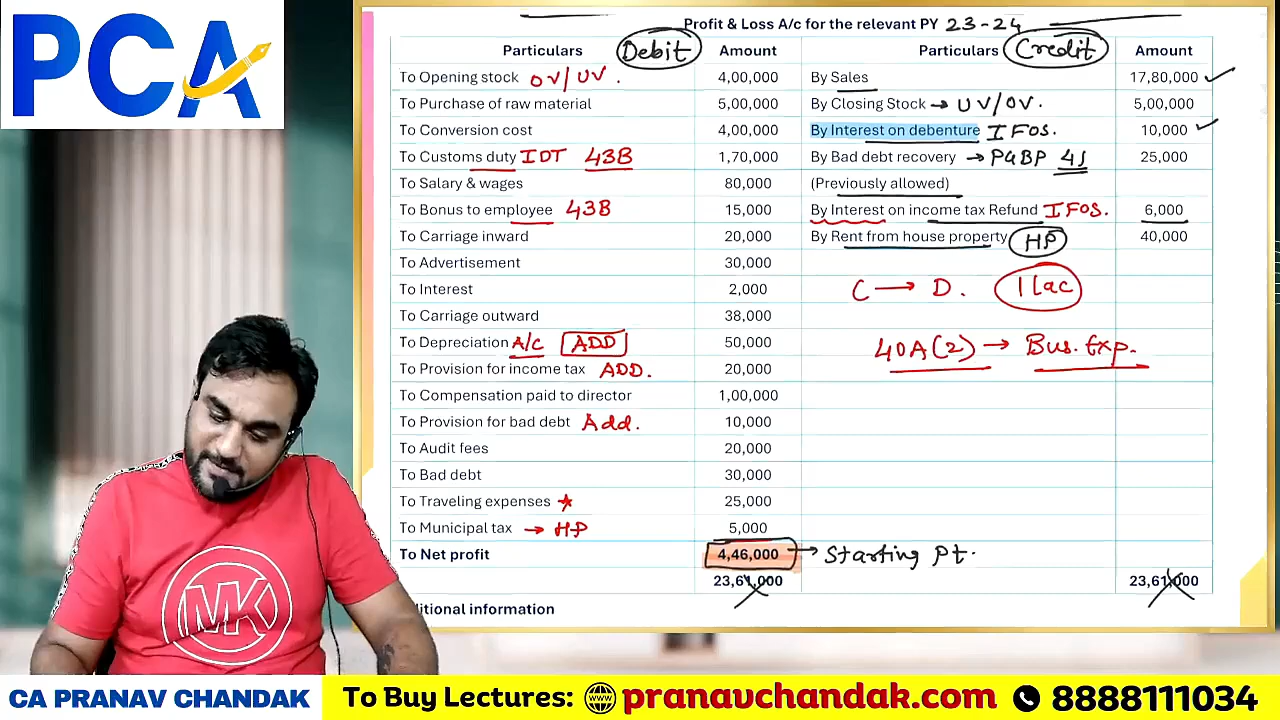 PCA
Profit & Loss A/c for the relevant PY 23-24
Particulars Debit Amount Particulars Credit Amount
To Opening stock OV/UV. 4,00,000 By Sales 17,80,000
To Purchase of raw material 5,00,000 By Closing Stock → UV/OV. 5,00,000
To Conversion cost 4,00,000 By Interest on debenture IFOS. 10,000
To Customs duty IDT 43B 1,70,000 By Bad debt recovery → PGBP 41 25,000
To Salary & wages 80,000 (Previously allowed)
To Bonus to employee 43B 15,000 By Interest on income tax Refund IFOS. 6,000
To Carriage inward 20,000 By Rent from house property HP 40,000
To Advertisement 30,000
To Interest 2,000 C → D. 1 lac
To Carriage outward 38,000
To Depreciation A/C ADD 50,000 40A(2) → Bus. Exp.
To Provision for income tax ADD. 20,000
To Compensation paid to director 1,00,000
To Provision for bad debt Add. 10,000
To Audit fees 20,000
To Bad debt 30,000
To Traveling expenses 25,000
To Municipal tax → HP 5,000
To Net profit 4,46,000 → Starting Pt.
23,61,000 23,61,000
ditional information
MK
CA PRANAV CHANDAK To Buy Lectures: pranavchandak.com 8888111034